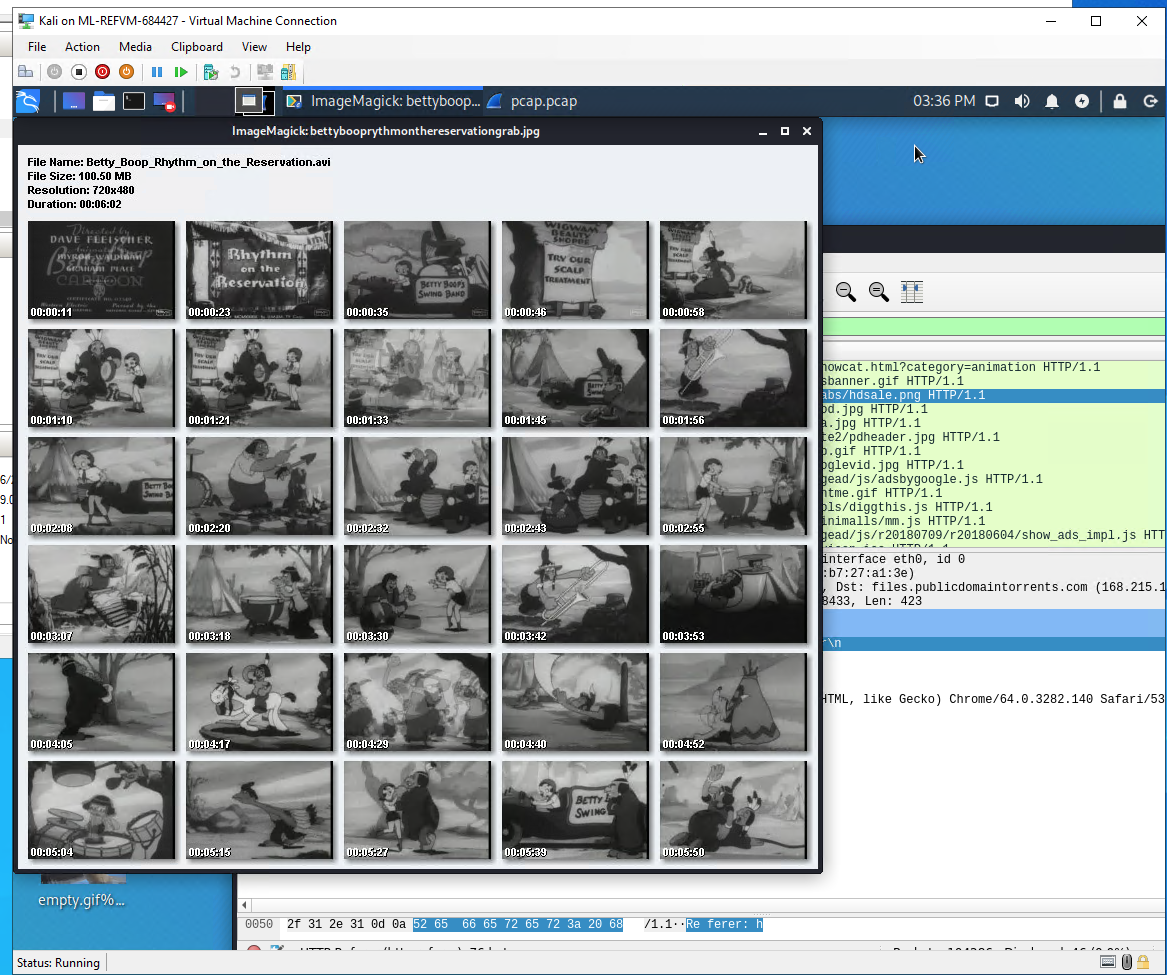 Kali on ML-REFVM-684427 - Virtual Machine Connection
File Action Media Clipboard View Help
ImageMagick: bettyboop... pcap.pcap 03:36 PM
ImageMagick: bettybooprythmonthereservationgrab.jpg
File Name: Betty_Boop_Rhythm_on_the_Reservation.avi
File Size: 100.50 MB
Resolution: 720x480
Duration: 00:06:02
Directed by
DAVE FLEISCHER
MYRON WALDMAN
GRAHAM PLACE
CARTOON
Rhythm
on the
Reservation
BETTY BOOP'S
SWING BAND
WIGWAM
BEAUTY
SHOPPE
TRY OUR
SCALP
TREATMENT
00:00:11 00:00:23 00:00:35 00:00:46 00:00:58
00:01:10 00:01:21 00:01:33 00:01:45 00:01:56
00:02:08 00:02:20 00:02:32 00:02:43 00:02:55
00:03:07 00:03:18 00:03:30 00:03:42 00:03:53
00:04:05 00:04:17 00:04:29 00:04:40 00:04:52
BETTY
SWING
00:05:04 00:05:15 00:05:27 00:05:39 00:05:50
howcat.html?category=animation HTTP/1.1
sbanner.gif HTTP/1.1
abs/hdsale.png HTTP/1.1
od.jpg HTTP/1.1
a.jpg HTTP/1.1
te2/pdheader.jpg HTTP/1.1
o.gif HTTP/1.1
oglevid.jpg HTTP/1.1
gead/js/adsbygoogle.js HTTP/1.1
ntme.gif HTTP/1.1
ols/diggthis.js HTTP/1.1
inimalls/mm.js HTTP/1.1
gead/js/r20180709/r20180604/show_ads_impl.js HTT
interface eth0, id 0
:b7:27:a1:3e)
, Dst: files.publicdomaintorrents.com (168.215.1
8433, Len: 423
r\n
HTML, like Gecko) Chrome/64.0.3282.140 Safari/53
empty.gif%...
0050 2f 31 2e 31 0d 0a 52 65 66 65 72 65 72 3a 20 68 /1.1··Re ferer: h
Status: Running